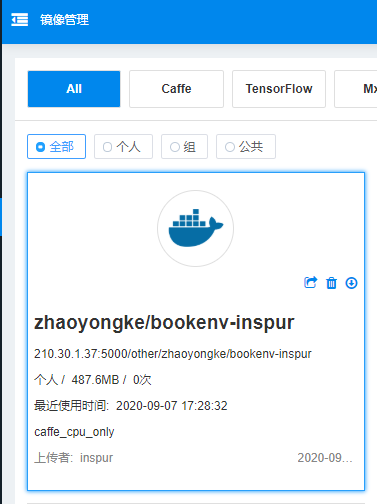 镜像管理
All Caffe TensorFlow Mx
全部 个人 组 公共
zhaoyongke/bookenv-inspur
210.30.1.37:5000/other/zhaoyongke/bookenv-inspur
个人 / 487.6MB / 0次
最近使用时间: 2020-09-07 17:28:32
caffe_cpu_only
上传者: inspur 2020-09...